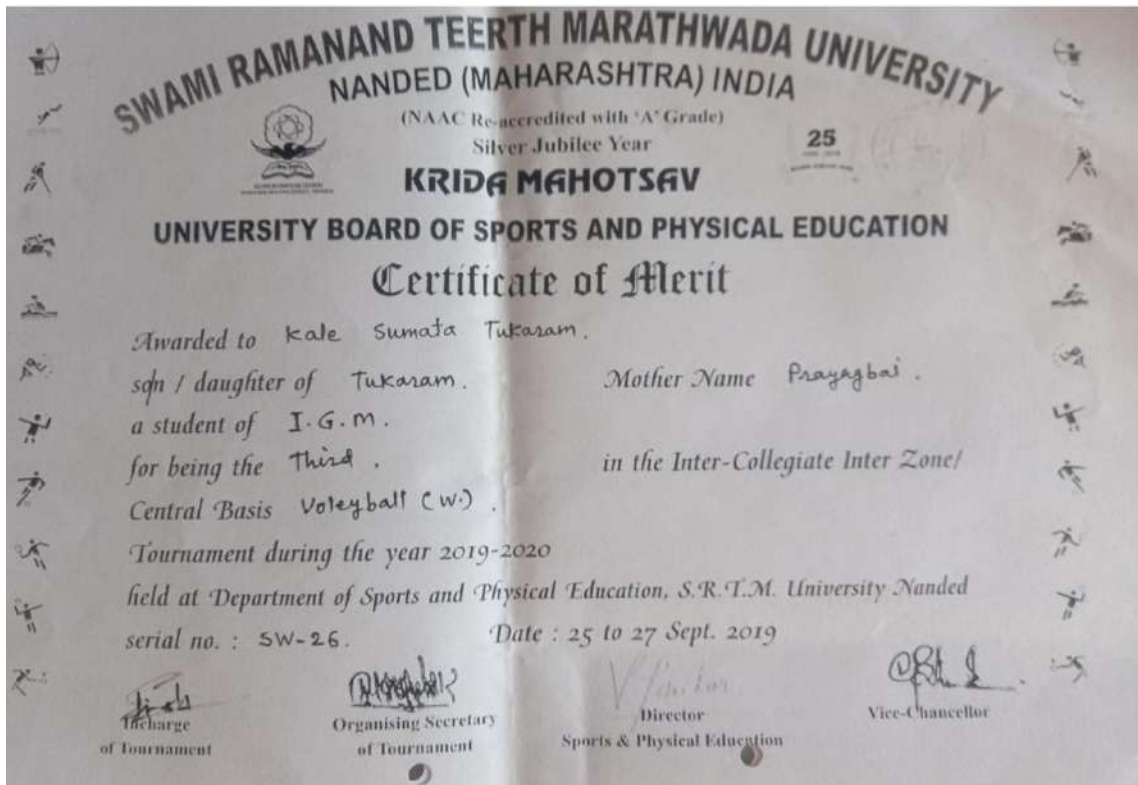 SWAMI RAMANAND TEERTH MARATHWADA UNIVERSITY
NANDED (MAHARASHTRA) INDIA
(NAAC Re-accredited with 'A' Grade)
Silver Jubilee Year
25
KRIDA MAHOTSAV
UNIVERSITY BOARD OF SPORTS AND PHYSICAL EDUCATION
Certificate of Merit
Awarded to Kale Sumata Tukaram.
son / daughter of Tukaram. Mother Name Prayagbai.
a student of I.G.M.
for being the Third. in the Inter-Collegiate Inter Zone/
Central Basis Voleyball (W.).
Tournament during the year 2019-2020
held at Department of Sports and Physical Education, S.R.T.M. University Nanded
serial no. : SW-26. Date : 25 to 27 Sept. 2019
Incharge Organising Secretary Director Vice-Chancellor
of Tournament of Tournament Sports & Physical Education